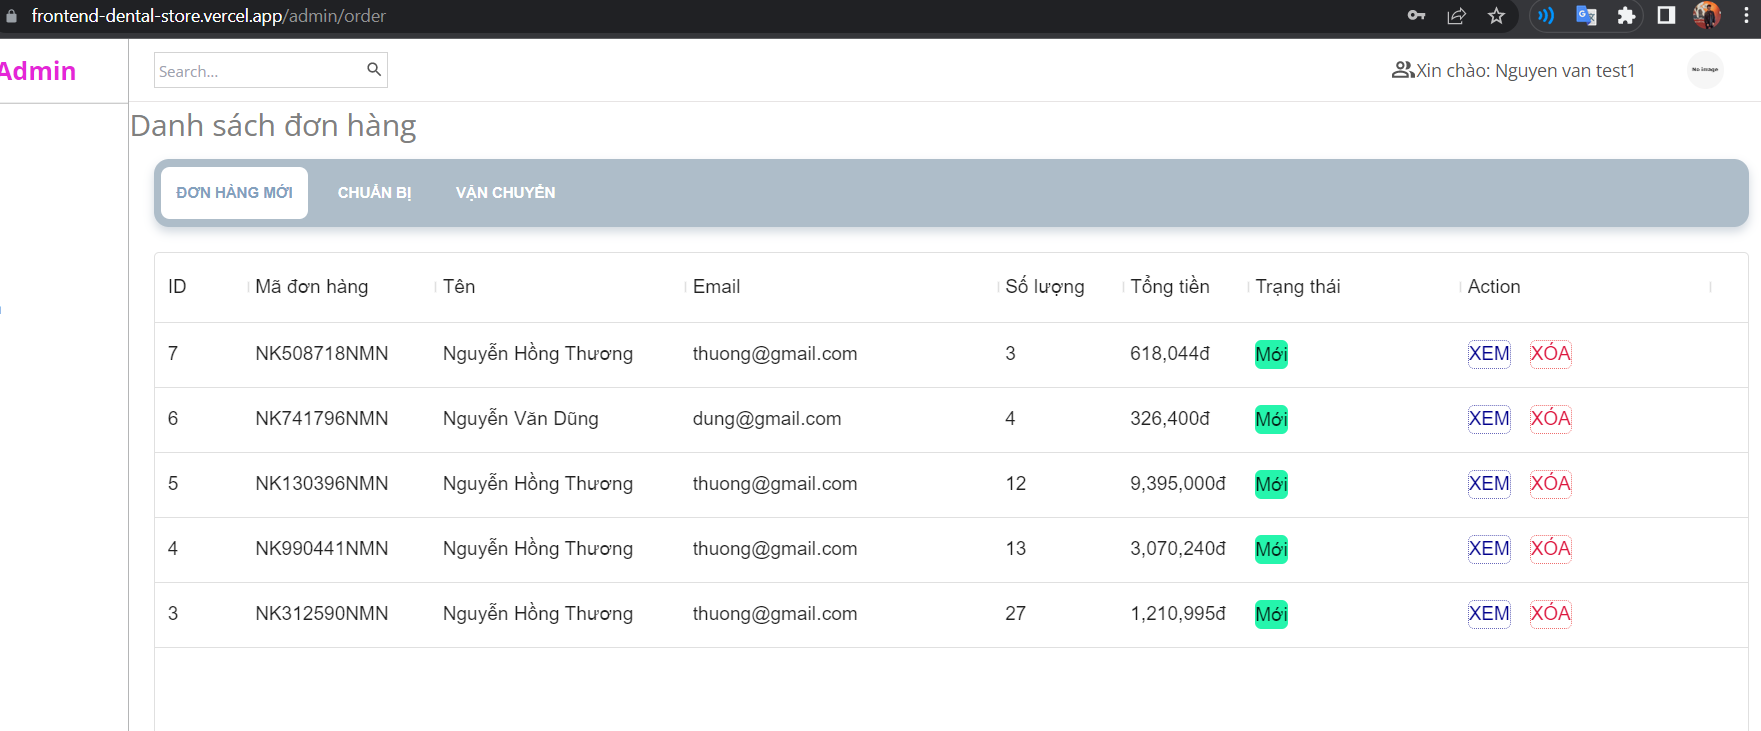 frontend-dental-store.vercel.app/admin/order
Admin
Search...
Xin chào: Nguyen van test1
No image
Danh sách đơn hàng
ĐƠN HÀNG MỚI CHUẨN BỊ VẬN CHUYỂN
ID Mã đơn hàng Tên Email Số lượng Tổng tiền Trạng thái Action
7 NK508718NMN Nguyễn Hồng Thương thuong@gmail.com 3 618,044đ Mới XEM XÓA
6 NK741796NMN Nguyễn Văn Dũng dung@gmail.com 4 326,400đ Mới XEM XÓA
5 NK130396NMN Nguyễn Hồng Thương thuong@gmail.com 12 9,395,000đ Mới XEM XÓA
4 NK990441NMN Nguyễn Hồng Thương thuong@gmail.com 13 3,070,240đ Mới XEM XÓA
3 NK312590NMN Nguyễn Hồng Thương thuong@gmail.com 27 1,210,995đ Mới XEM XÓA